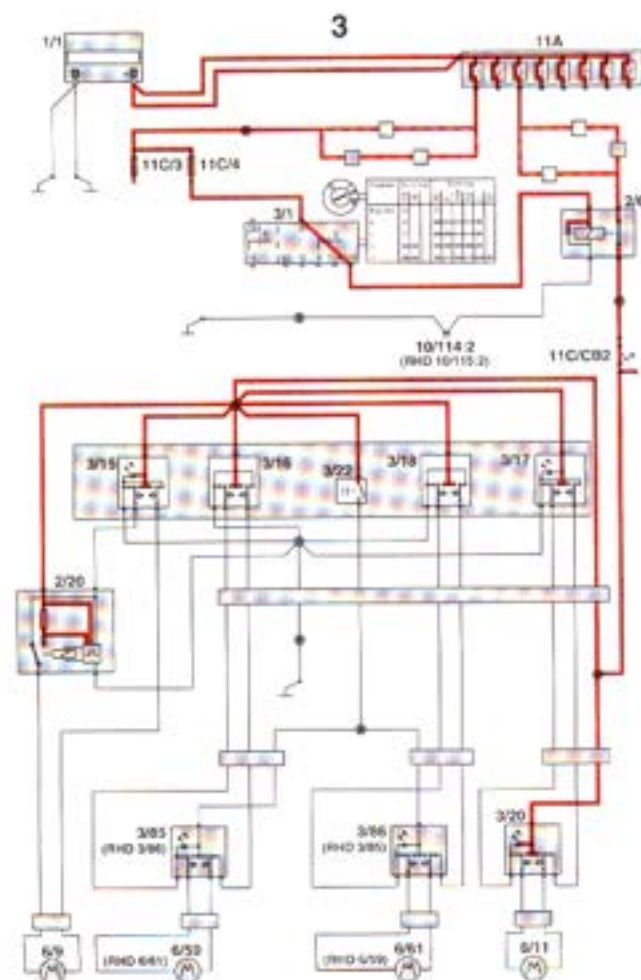 3
1/1
11A
11C/3
11C/4
3/1
10/114:2
(RHD 10/115:2)
11C/CB2
3/15
3/16
3/22
3/18
3/17
2/20
3/85
(RHD 3/86)
3/86
(RHD 3/85)
3/20
6/9
(RHD 6/61)
6/59
(RHD 6/59)
6/61
6/11